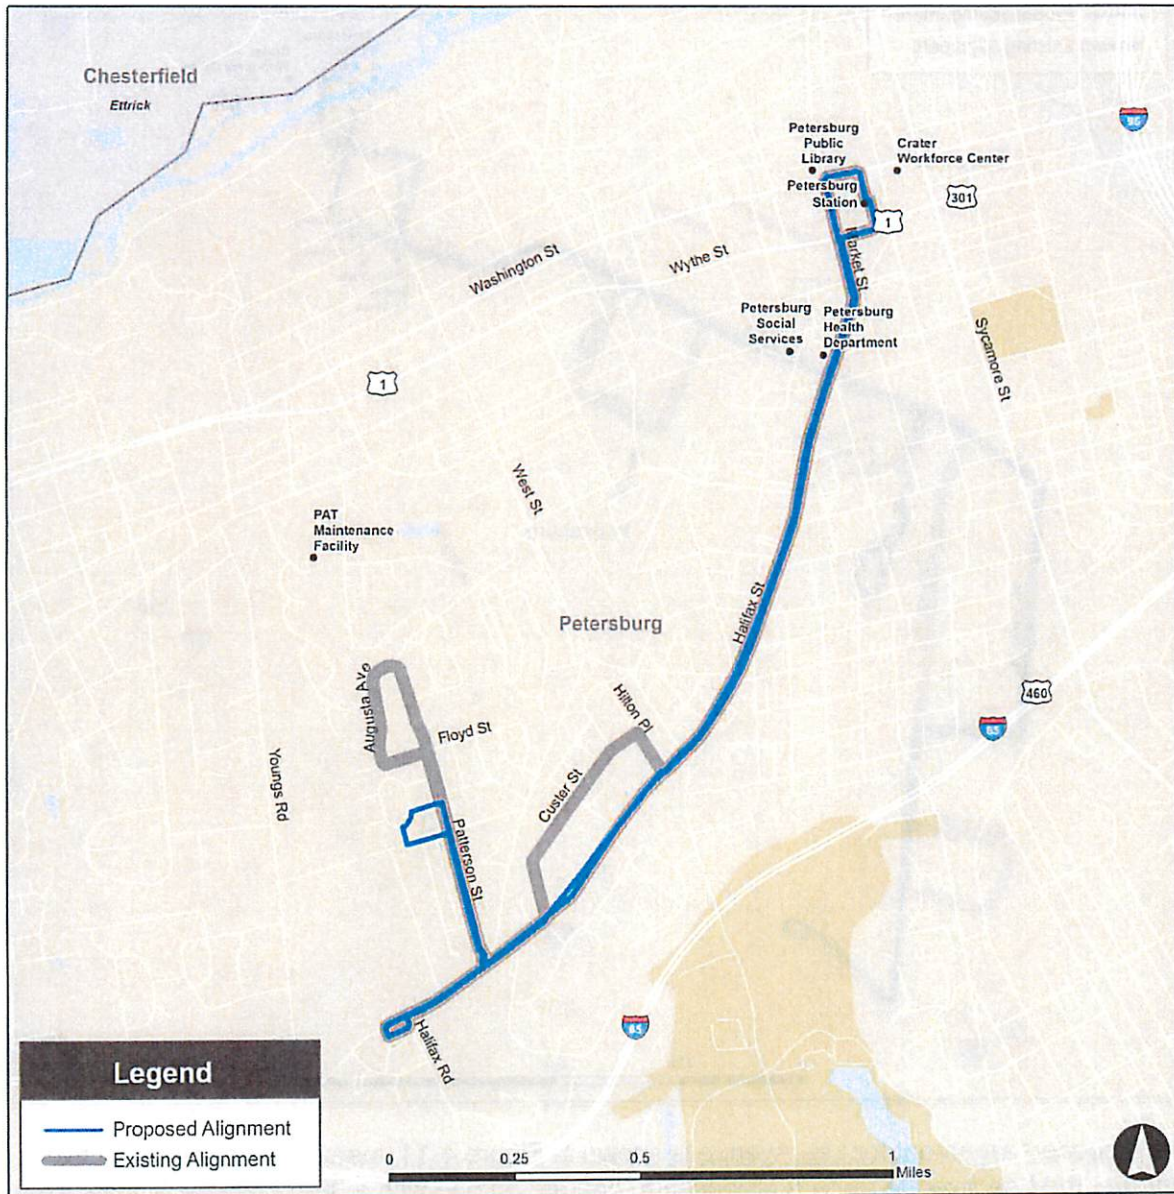 Chesterfield
Ettrick
95
Petersburg
Public
Library
Crater
Workforce Center
Petersburg
Station
301
1
Market St
Washington St
Wythe St
Petersburg
Social
Services
Petersburg
Health
Department
Sycamore St
1
West St
PAT
Maintenance
Facility
Halifax St
Petersburg
Augusta Ave
Floyd St
Hilton Pl
460
85
Youngs Rd
Custer St
Patterson St
85
Halifax Rd
Legend
Proposed Alignment
Existing Alignment
0 0.25 0.5 1
Miles